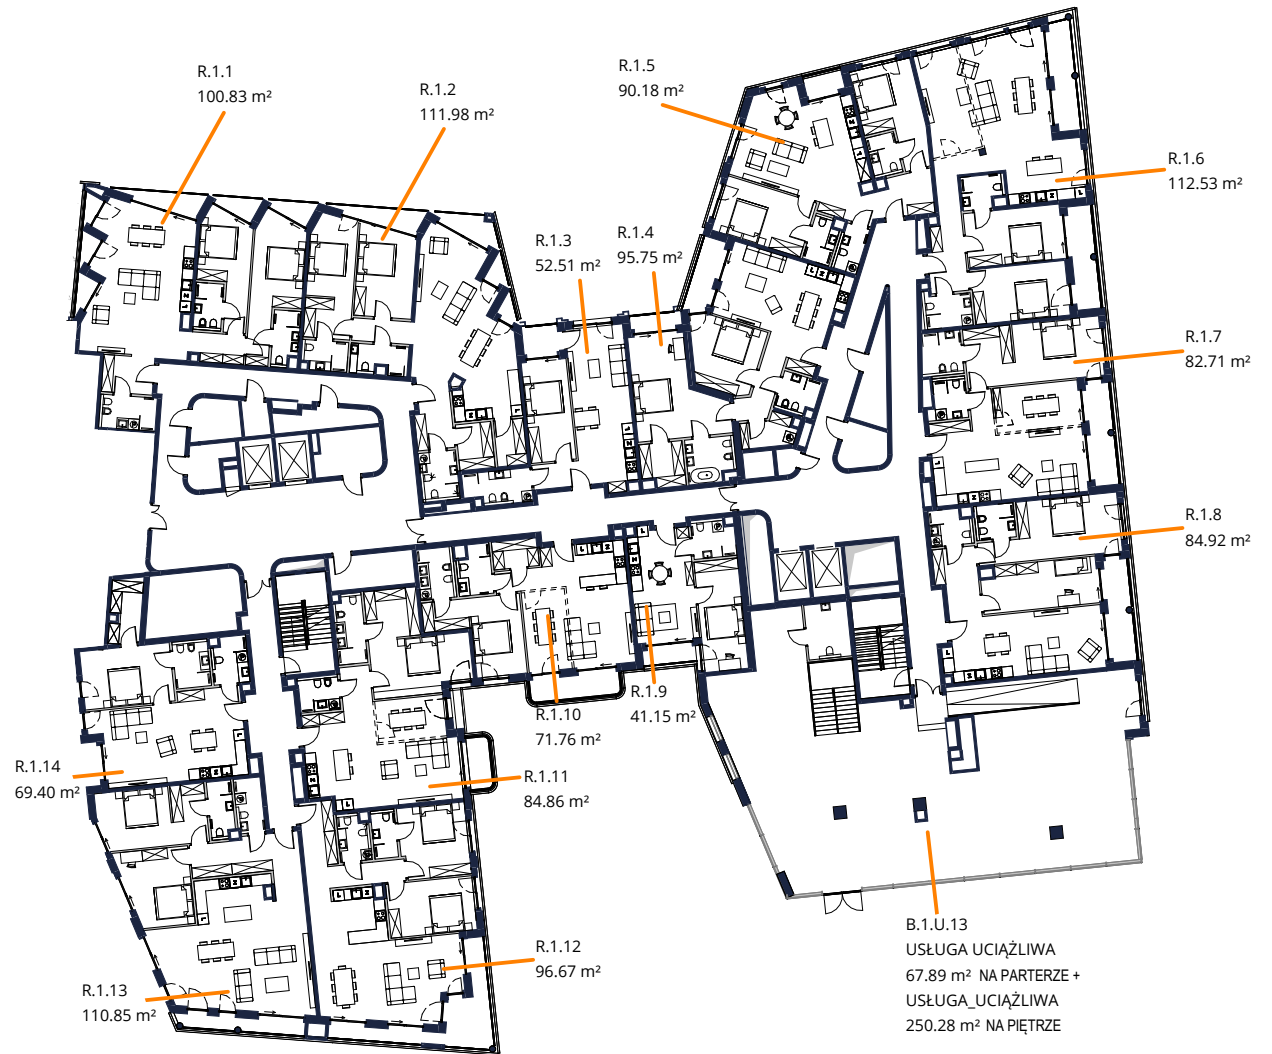 R.1.1
100.83 m²
R.1.2
111.98 m²
R.1.5
90.18 m²
R.1.6
112.53 m²
R.1.3
52.51 m²
R.1.4
95.75 m²
R.1.7
82.71 m²
R.1.8
84.92 m²
R.1.9
41.15 m²
R.1.10
71.76 m²
R.1.14
69.40 m²
R.1.11
84.86 m²
R.1.12
96.67 m²
R.1.13
110.85 m²
B.1.U.13
USŁUGA UCIĄŻLIWA
67.89 m² NA PARTERZE +
USŁUGA_UCIĄŻLIWA
250.28 m² NA PIĘTRZE